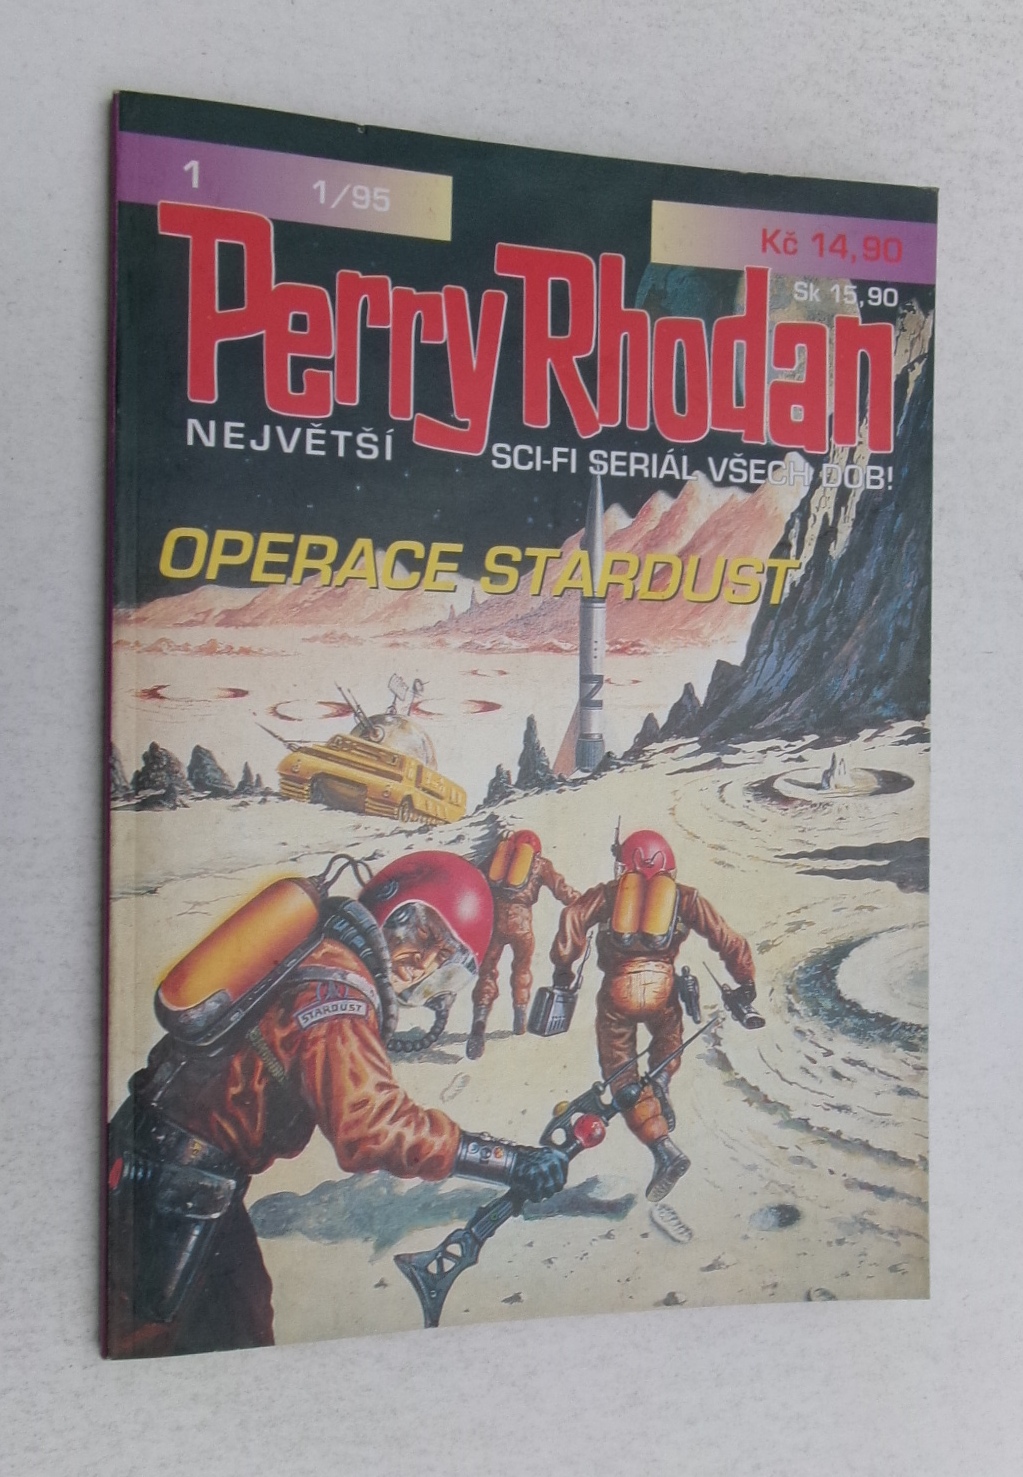 1 1/95
Kč 14,90
Sk 15,90
Perry Rhodan
NEJVĚTŠÍ SCI-FI SERIÁL VŠECH DOB!
OPERACE STARDUST
STARDUST
N